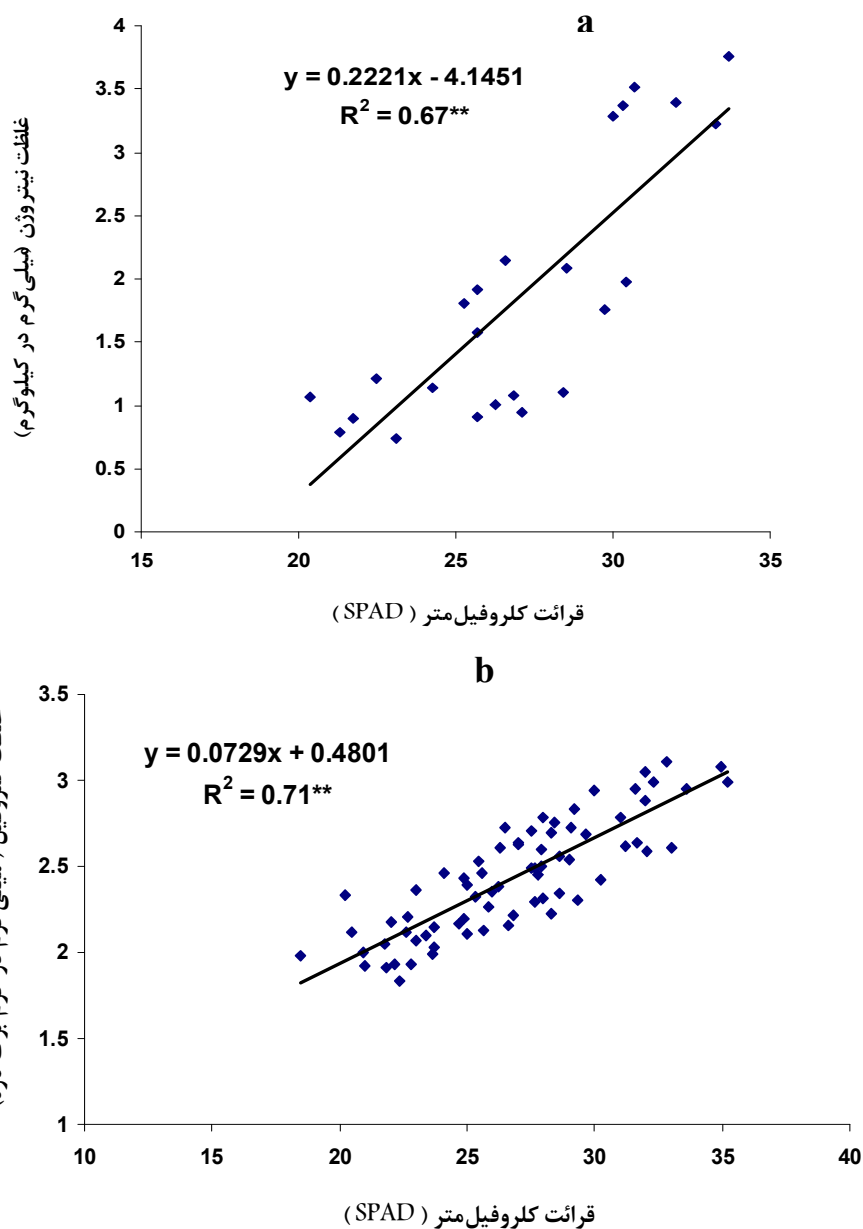 a
y = 0.2221x - 4.1451
R² = 0.67**
غلظت نیتروژن (میلی‌گرم در کیلوگرم)
4
3.5
3
2.5
2
1.5
1
0.5
0
15 20 25 30 35
قرائت کلروفیل‌متر ( SPAD )
b
y = 0.0729x + 0.4801
R² = 0.71**
3.5
3
2.5
2
1.5
1
10 15 20 25 30 35 40
قرائت کلروفیل‌متر ( SPAD )